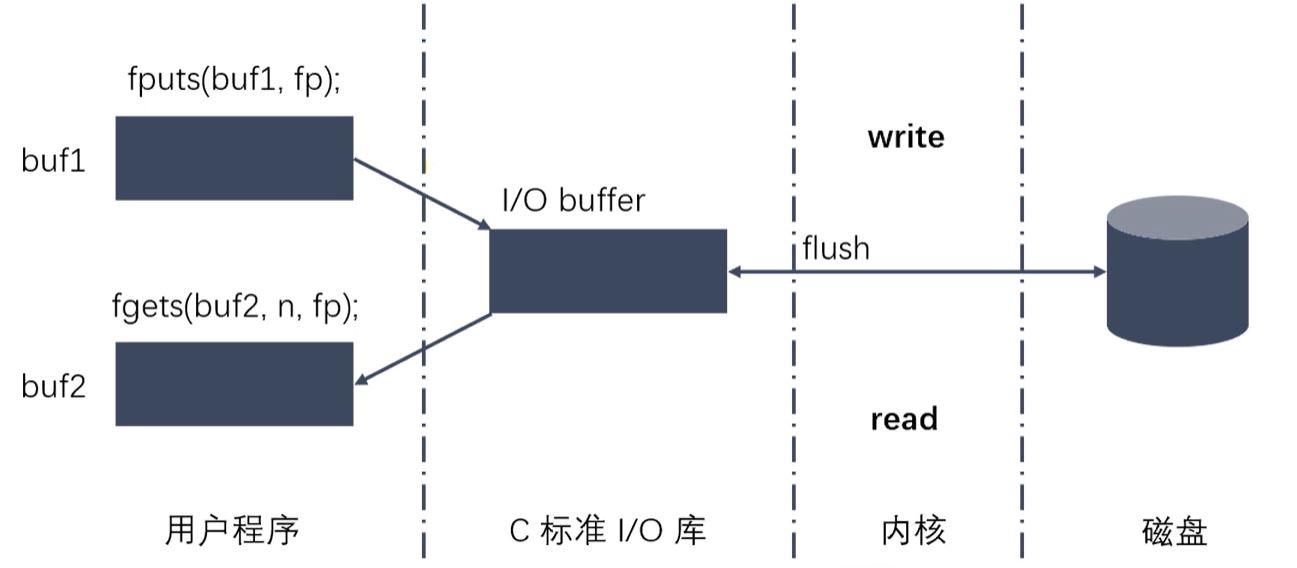 fputs(buf1, fp);
buf1
I/O buffer
write
flush
fgets(buf2, n, fp);
buf2
read
用户程序
C 标准 I/O 库
内核
磁盘